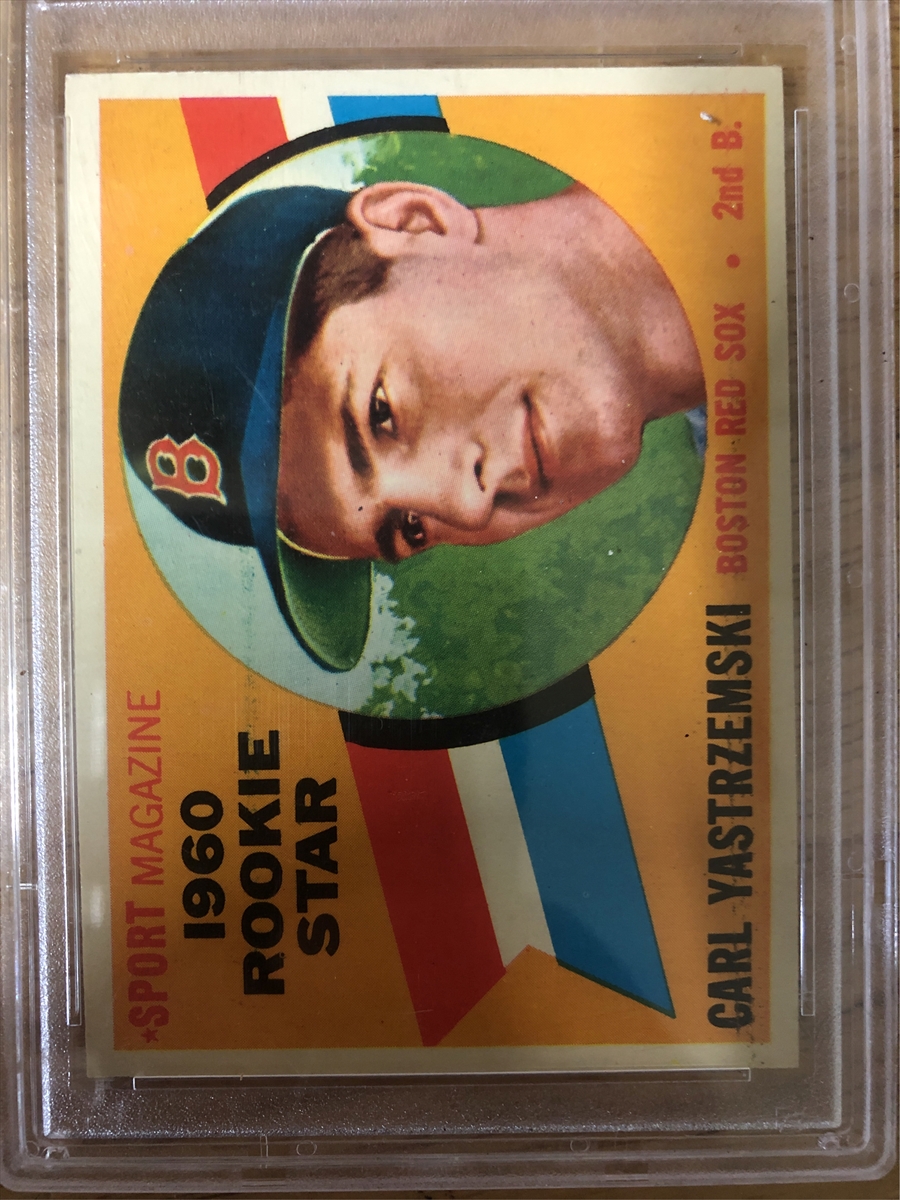 ★SPORT MAGAZINE
1960
ROOKIE
STAR
B
CARL YASTRZEMSKI BOSTON RED SOX • 2nd B.